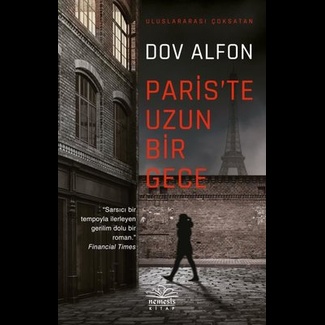 ULUSLARARASI ÇOKSATAN
DOV ALFON
PARİS'TE
UZUN
BİR
GECE
"Sarsıcı bir
tempoyla ilerleyen
gerilim dolu bir
roman."
Financial Times
nemesis
KİTAP